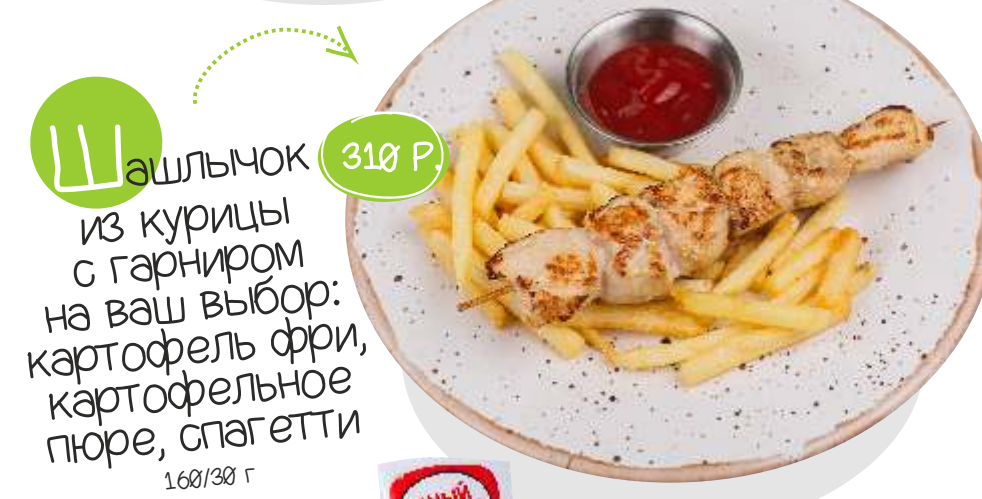 Шашлычок
310 Р.
из курицы
с гарниром
на ваш выбор:
картофель фри,
картофельное
пюре, спагетти
160/30 г